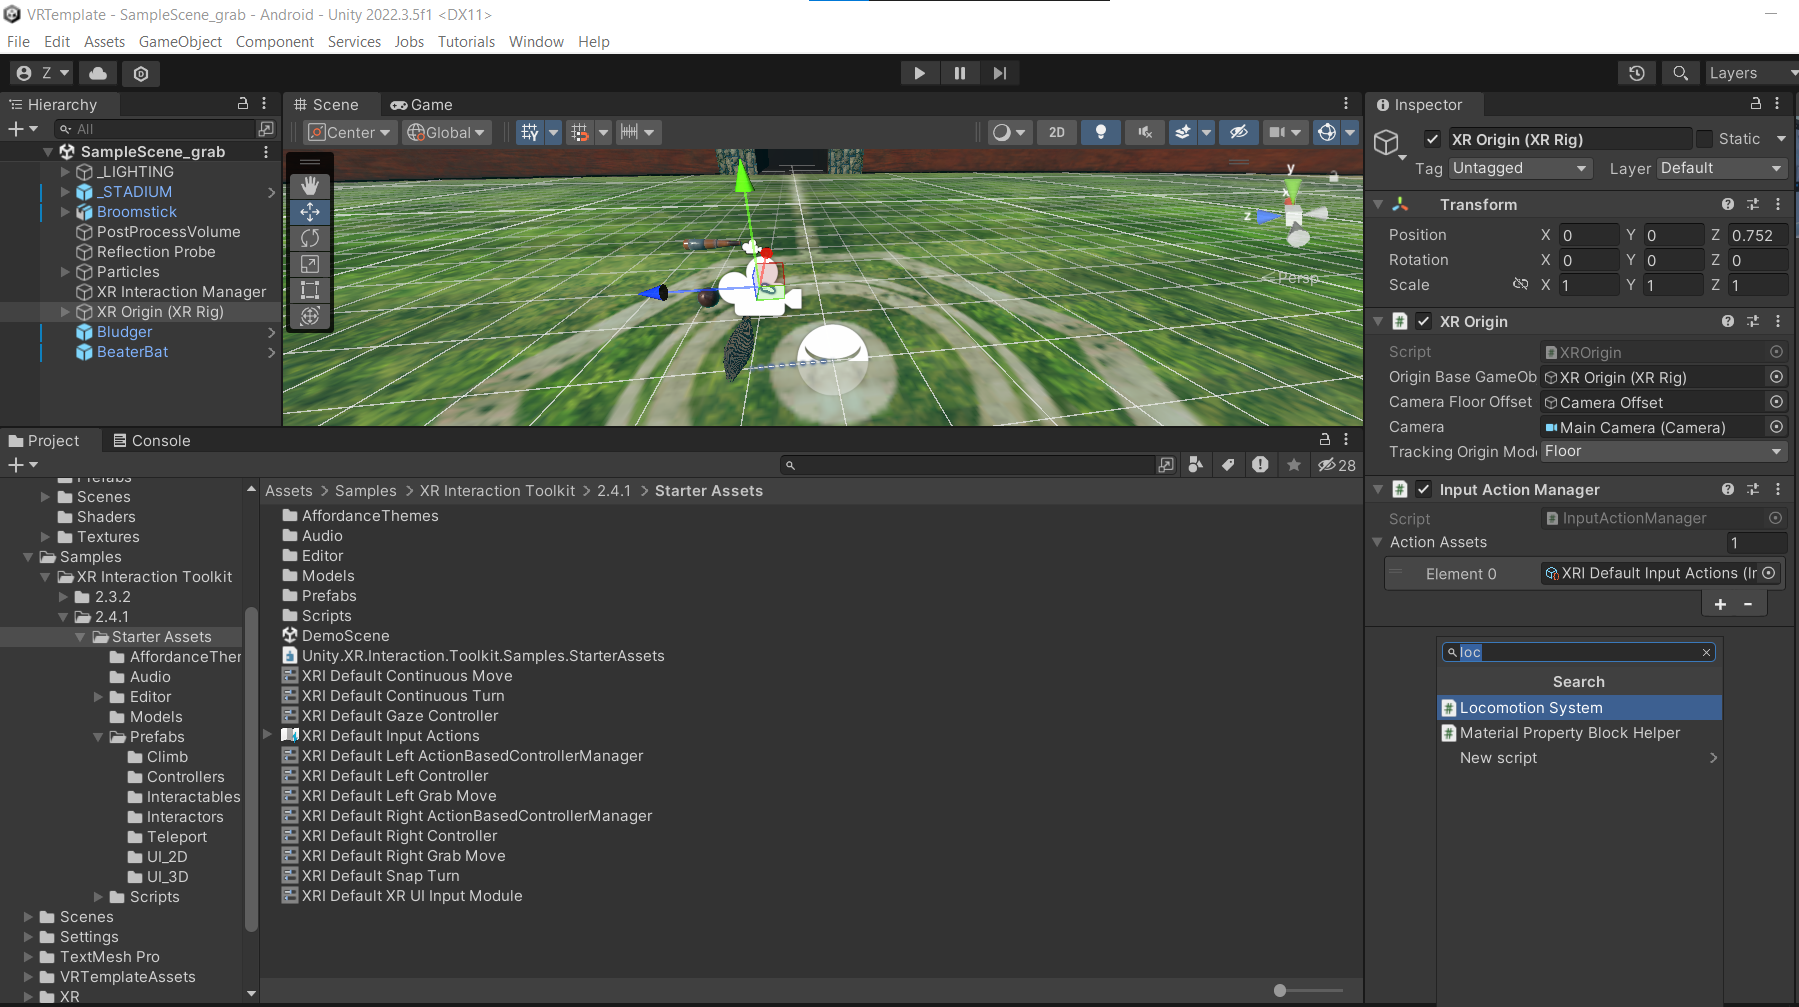 VRTemplate - SampleScene_grab - Android - Unity 2022.3.5f1 <DX11>
File Edit Assets GameObject Component Services Jobs Tutorials Window Help
Z
Layers
Hierarchy
All
SampleScene_grab
_LIGHTING
_STADIUM
Broomstick
PostProcessVolume
Reflection Probe
Particles
XR Interaction Manager
XR Origin (XR Rig)
Bludger
BeaterBat
Scene Game
Center Global 2D
y
x
z
Persp
Inspector
XR Origin (XR Rig) Static
Tag Untagged Layer Default
Transform
Position X 0 Y 0 Z 0.752
Rotation X 0 Y 0 Z 0
Scale X 1 Y 1 Z 1
XR Origin
Script XROrigin
Origin Base GameOb XR Origin (XR Rig)
Camera Floor Offset Camera Offset
Camera Main Camera (Camera)
Tracking Origin Mod Floor
Input Action Manager
Script InputActionManager
Action Assets 1
Element 0 XRI Default Input Actions (Ir
+ -
loc
Search
Locomotion System
Material Property Block Helper
New script
Project Console
28
Prefabs
Scenes
Shaders
Textures
Samples
XR Interaction Toolkit
2.3.2
2.4.1
Starter Assets
AffordanceTher
Audio
Editor
Models
Prefabs
Climb
Controllers
Interactables
Interactors
Teleport
UI_2D
UI_3D
Scripts
Scenes
Settings
TextMesh Pro
VRTemplateAssets
XR
Assets > Samples > XR Interaction Toolkit > 2.4.1 > Starter Assets
AffordanceThemes
Audio
Editor
Models
Prefabs
Scripts
DemoScene
Unity.XR.Interaction.Toolkit.Samples.StarterAssets
XRI Default Continuous Move
XRI Default Continuous Turn
XRI Default Gaze Controller
XRI Default Input Actions
XRI Default Left ActionBasedControllerManager
XRI Default Left Controller
XRI Default Left Grab Move
XRI Default Right ActionBasedControllerManager
XRI Default Right Controller
XRI Default Right Grab Move
XRI Default Snap Turn
XRI Default XR UI Input Module